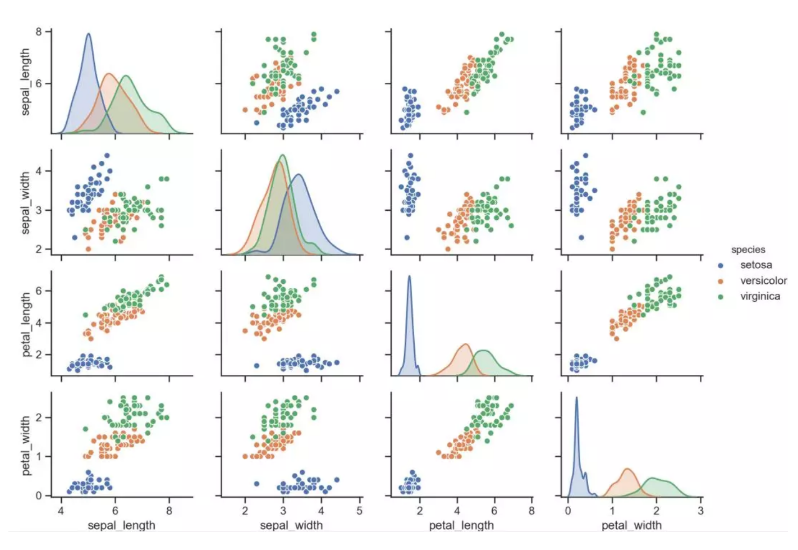 8
6
sepal_length
4
3
2
sepal_width
species
setosa
versicolor
virginica
6
4
2
petal_length
2
1
0
petal_width
4 6 8 2 3 4 5 2 4 6 8 0 1 2 3
sepal_length sepal_width petal_length petal_width